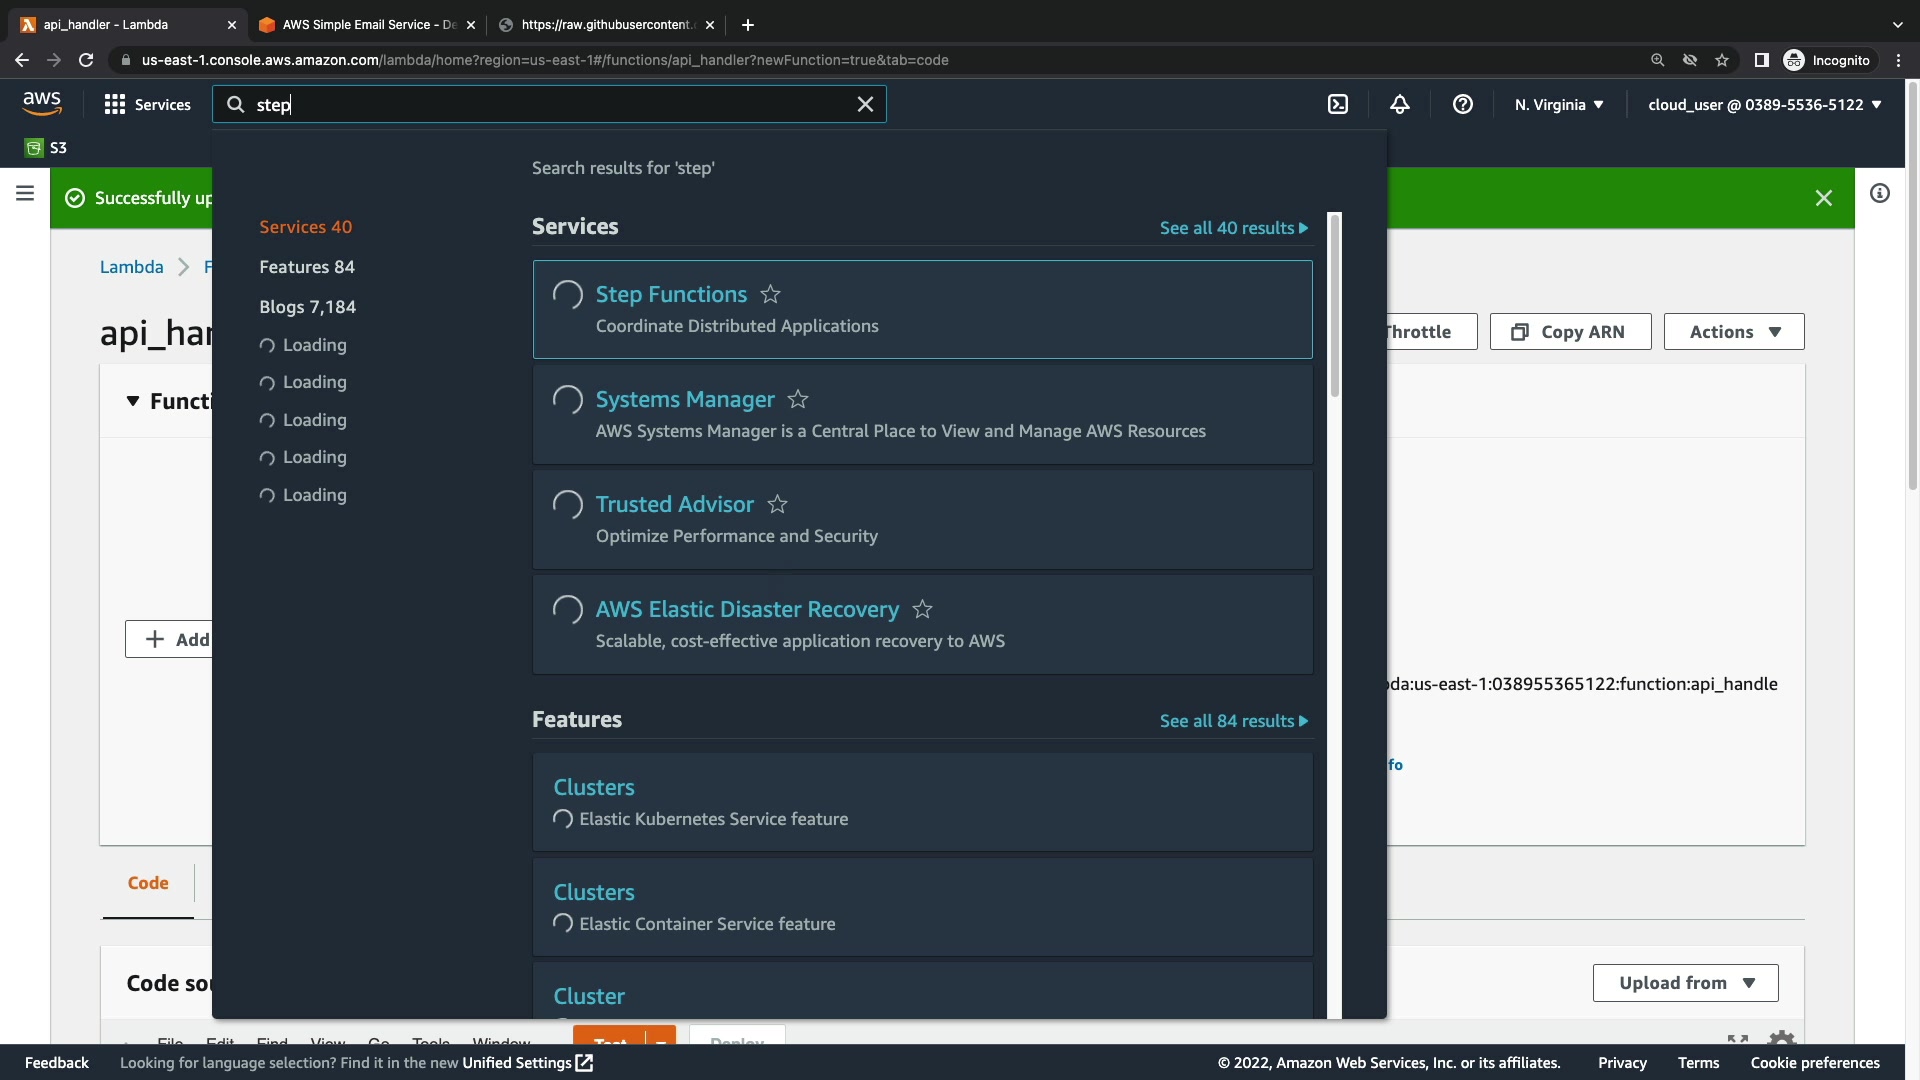 api_handler - Lambda
AWS Simple Email Service - De
https://raw.githubusercontent.
us-east-1.console.aws.amazon.com/lambda/home?region=us-east-1#/functions/api_handler?newFunction=true&tab=code
Incognito
aws
Services
step
N. Virginia
cloud_user @ 0389-5536-5122
S3
Search results for 'step'
Successfully up
Services 40
Features 84
Blogs 7,184
Loading
Loading
Loading
Loading
Loading
Services
See all 40 results
Step Functions
Coordinate Distributed Applications
Systems Manager
AWS Systems Manager is a Central Place to View and Manage AWS Resources
Trusted Advisor
Optimize Performance and Security
AWS Elastic Disaster Recovery
Scalable, cost-effective application recovery to AWS
Features
See all 84 results
Clusters
Elastic Kubernetes Service feature
Clusters
Elastic Container Service feature
Cluster
Lambda
F
api_han
Throttle
Copy ARN
Actions
Functi
Add
da:us-east-1:038955365122:function:api_handle
fo
Code
Code sou
Upload from
File Edit Find View Go Tools Window
Test
Deploy
Feedback
Looking for language selection? Find it in the new Unified Settings
© 2022, Amazon Web Services, Inc. or its affiliates.
Privacy
Terms
Cookie preferences